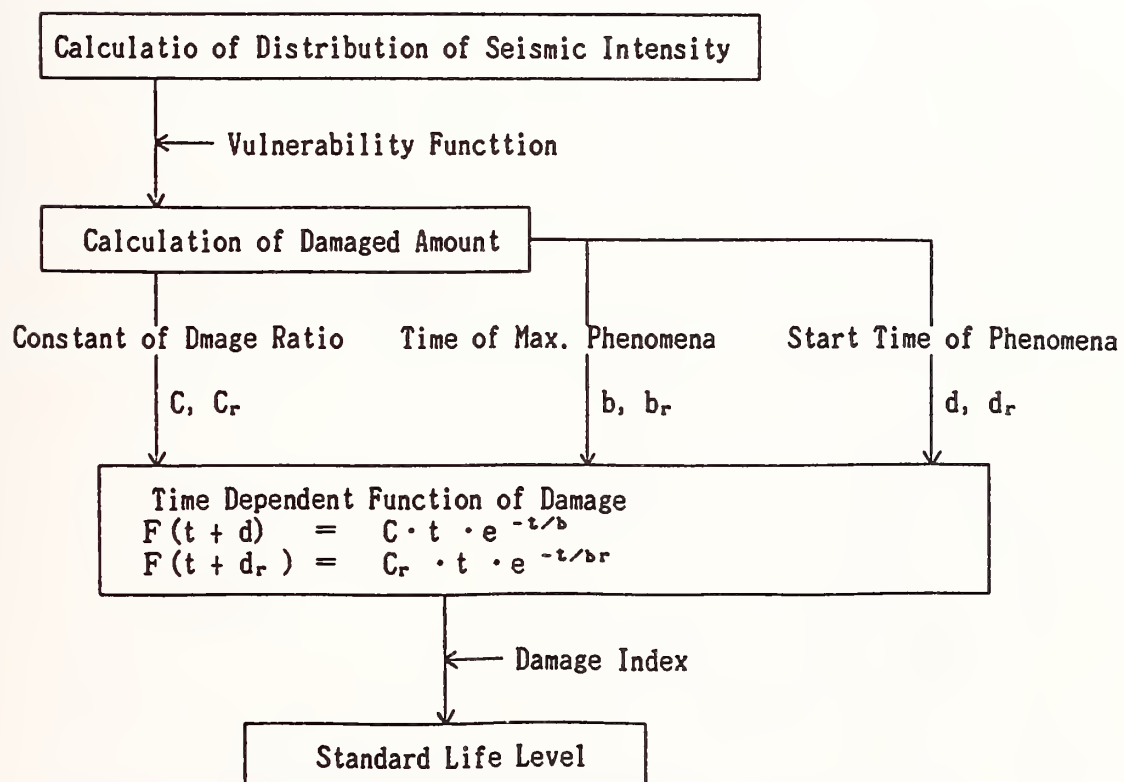 Calculatio of Distribution of Seismic Intensity
Vulnerability Functtion
Calculation of Damaged Amount
Constant of Dmage Ratio Time of Max. Phenomena Start Time of Phenomena
C, Cr b, br d, dr
Time Dependent Function of Damage
F(t + d) = C · t · e -t/b
F(t + dr) = Cr · t · e -t/br
Damage Index
Standard Life Level